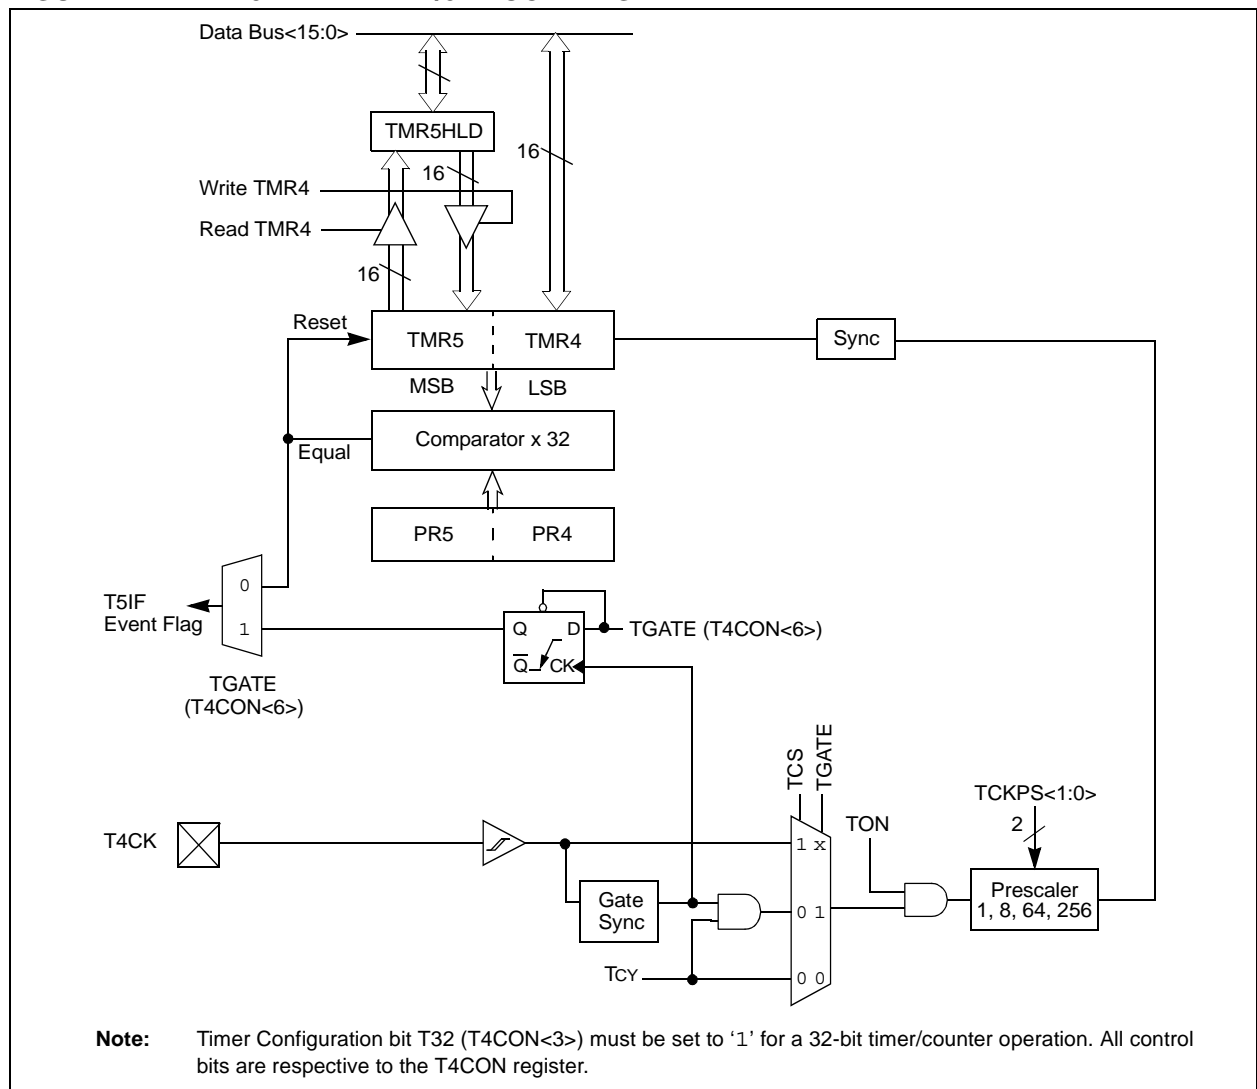 Data Bus<15:0>
TMR5HLD
16
16
Write TMR4
Read TMR4
16
Reset
TMR5
TMR4
Sync
MSB
LSB
Comparator x 32
Equal
PR5
PR4
0
T5IF
Event Flag
1
Q
D
TGATE (T4CON<6>)
Q
CK
TGATE
(T4CON<6>)
TCS
TGATE
TCKPS<1:0>
2
TON
T4CK
1 x
Prescaler
1, 8, 64, 256
Gate
Sync
0 1
TCY
0 0
Note: Timer Configuration bit T32 (T4CON<3>) must be set to ‘1’ for a 32-bit timer/counter operation. All control
bits are respective to the T4CON register.